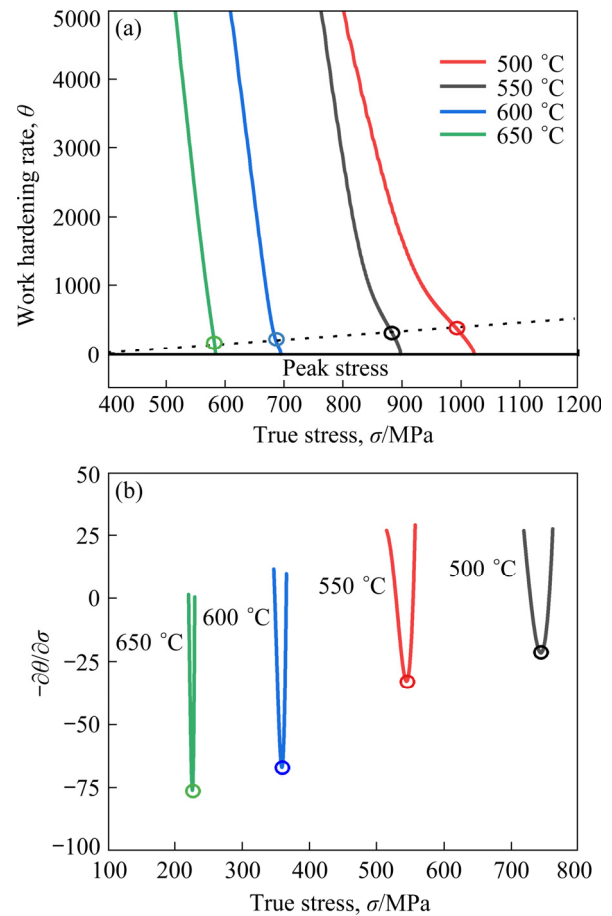 (a)
5000
4000
3000
2000
1000
0
Work hardening rate, θ
500 °C
550 °C
600 °C
650 °C
Peak stress
400 500 600 700 800 900 1000 1100 1200
True stress, σ/MPa
(b)
50
25
0
−25
−50
−75
−100
−∂θ/∂σ
650 °C
600 °C
550 °C
500 °C
100 200 300 400 500 600 700 800
True stress, σ/MPa